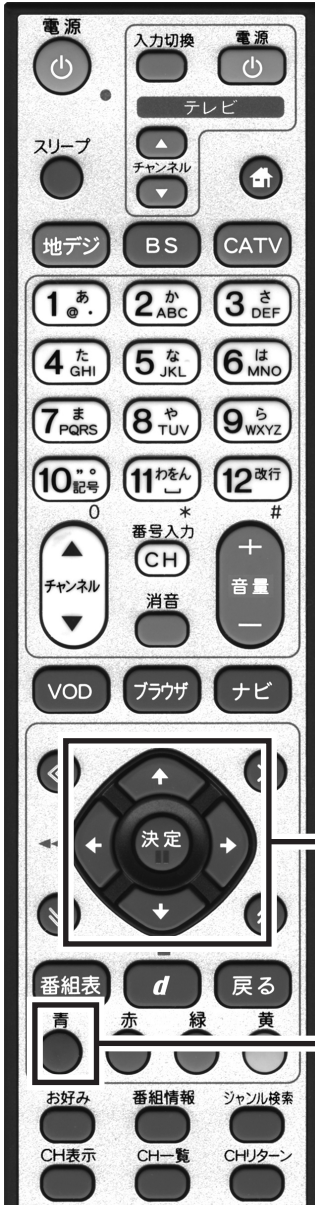 電源
入力切換
電源
テレビ
スリープ
チャンネル
地デジ
BS
CATV
1 あ @.
2 か ABC
3 さ DEF
4 た GHI
5 な JKL
6 は MNO
7 ま PQRS
8 や TUV
9 ら WXYZ
10 ゛゜ 記号
11 わをん
12 改行
0
*
#
番号入力
CH
チャンネル
+
音量
−
消音
VOD
ブラウザ
ナビ
決定
番組表
d
戻る
青
赤
緑
黄
お好み
番組情報
ジャンル検索
CH表示
CH一覧
CHリターン